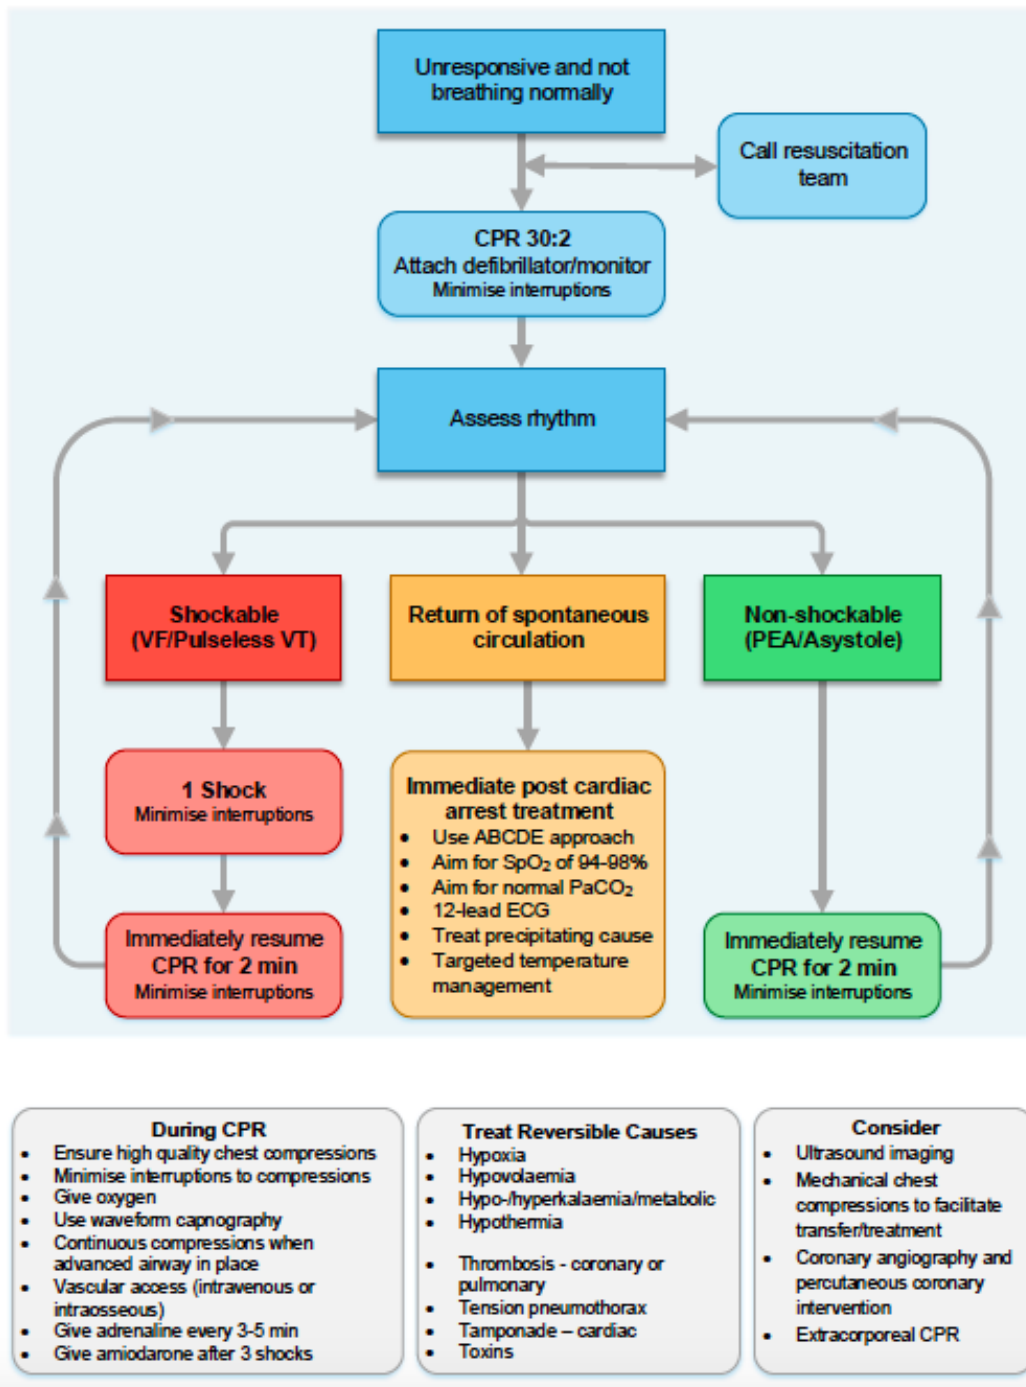 Unresponsive and not
breathing normally
Call resuscitation
team
CPR 30:2
Attach defibrillator/monitor
Minimise interruptions
Assess rhythm
Shockable
(VF/Pulseless VT)
Return of spontaneous
circulation
Non-shockable
(PEA/Asystole)
1 Shock
Minimise interruptions
Immediately resume
CPR for 2 min
Minimise interruptions
Immediate post cardiac
arrest treatment
• Use ABCDE approach
• Aim for SpO₂ of 94-98%
• Aim for normal PaCO₂
• 12-lead ECG
• Treat precipitating cause
• Targeted temperature
management
Immediately resume
CPR for 2 min
Minimise interruptions
During CPR
• Ensure high quality chest compressions
• Minimise interruptions to compressions
• Give oxygen
• Use waveform capnography
• Continuous compressions when
advanced airway in place
• Vascular access (intravenous or
intraosseous)
• Give adrenaline every 3-5 min
• Give amiodarone after 3 shocks
Treat Reversible Causes
• Hypoxia
• Hypovolaemia
• Hypo-/hyperkalaemia/metabolic
• Hypothermia
• Thrombosis - coronary or
pulmonary
• Tension pneumothorax
• Tamponade – cardiac
• Toxins
Consider
• Ultrasound imaging
• Mechanical chest
compressions to facilitate
transfer/treatment
• Coronary angiography and
percutaneous coronary
intervention
• Extracorporeal CPR